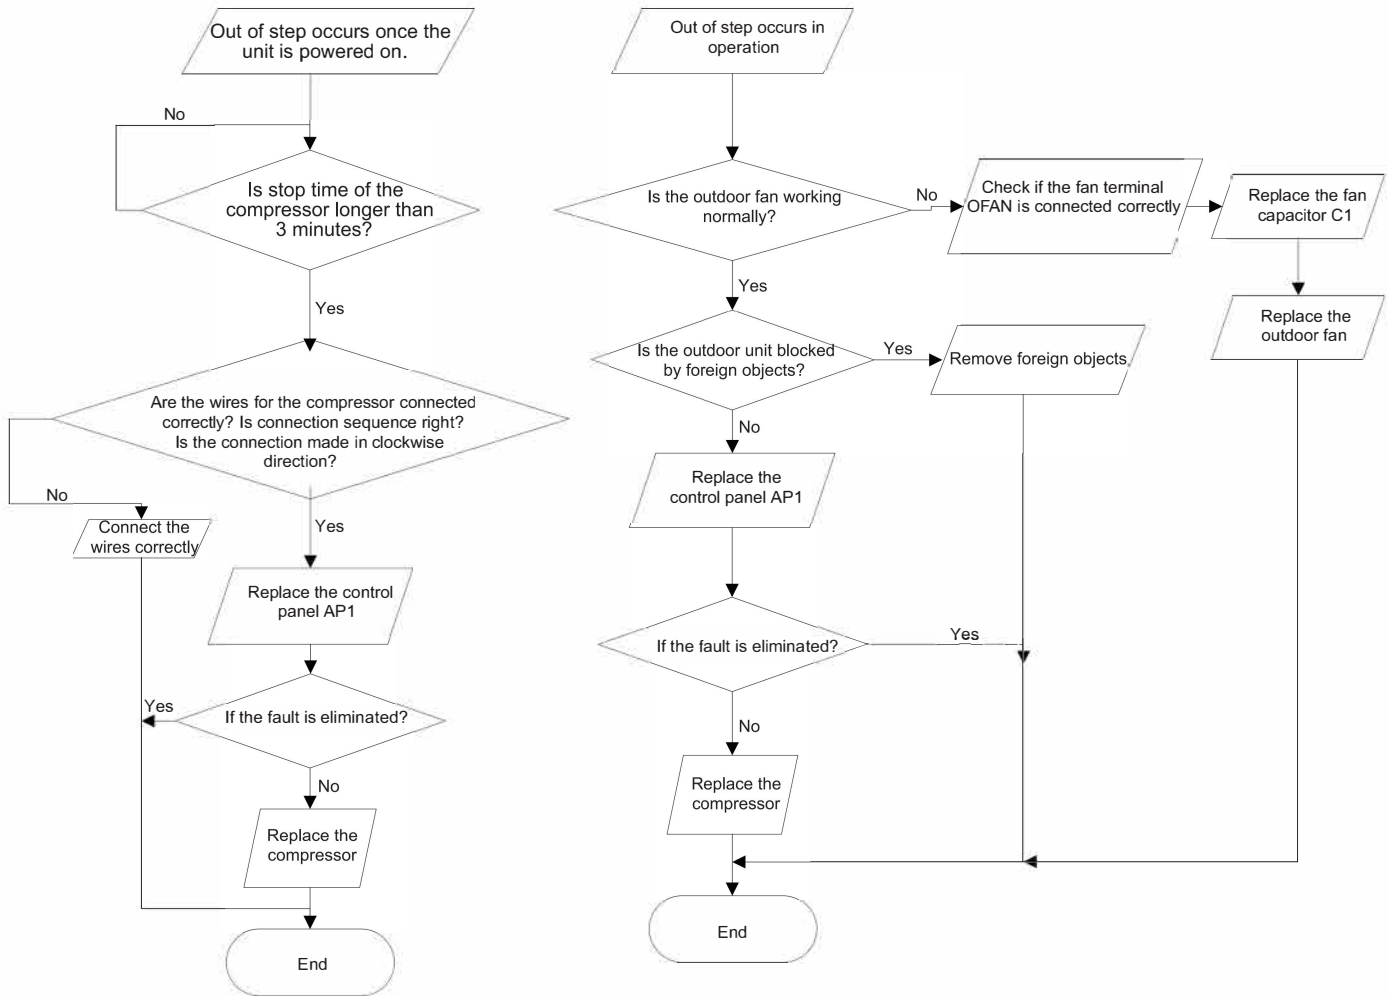 Out of step occurs once the
unit is powered on.
No
Is stop time of the
compressor longer than
3 minutes?
Yes
Are the wires for the compressor connected
correctly? Is connection sequence right?
Is the connection made in clockwise
direction?
No
Connect the
wires correctly
Yes
Replace the control
panel AP1
Yes
If the fault is eliminated?
No
Replace the
compressor
End
Out of step occurs in
operation
Is the outdoor fan working
normally?
No
Check if the fan terminal
OFAN is connected correctly
Replace the fan
capacitor C1
Replace the
outdoor fan
Yes
Is the outdoor unit blocked
by foreign objects?
Yes
Remove foreign objects
No
Replace the
control panel AP1
If the fault is eliminated?
Yes
No
Replace the
compressor
End